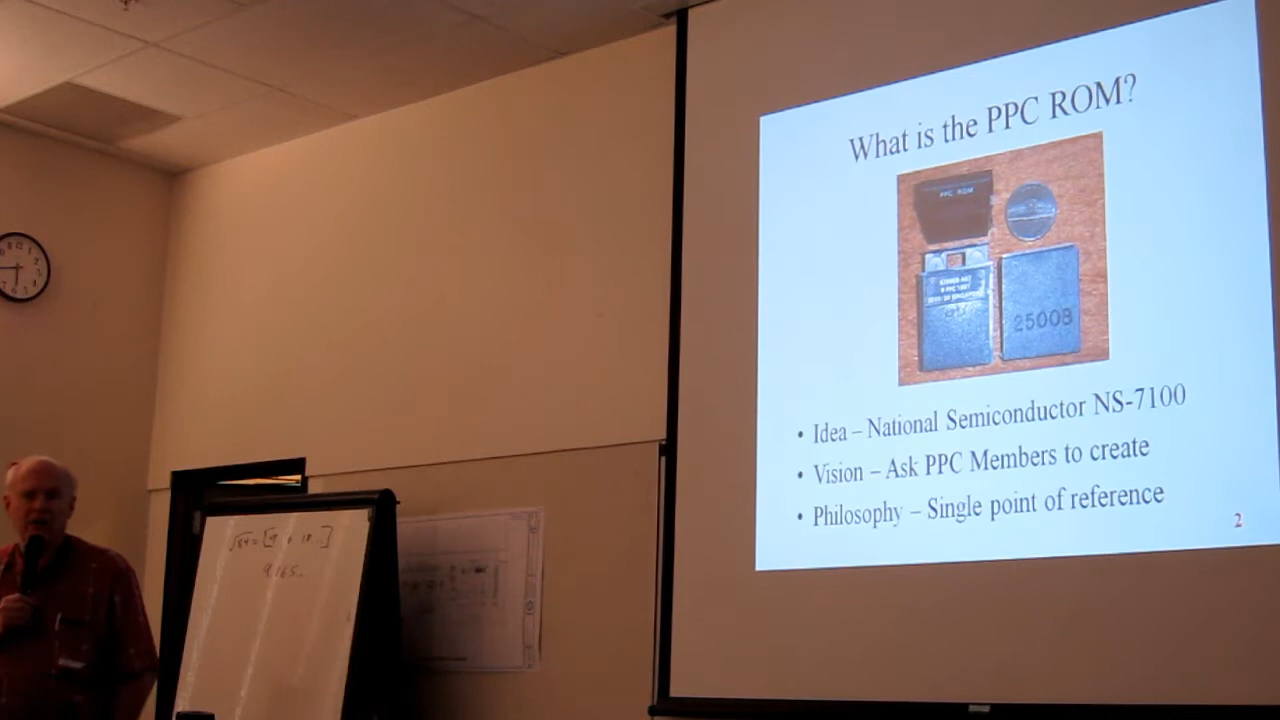 What is the PPC ROM?
PPC ROM
25008
• Idea – National Semiconductor NS-7100
• Vision – Ask PPC Members to create
• Philosophy – Single point of reference
2